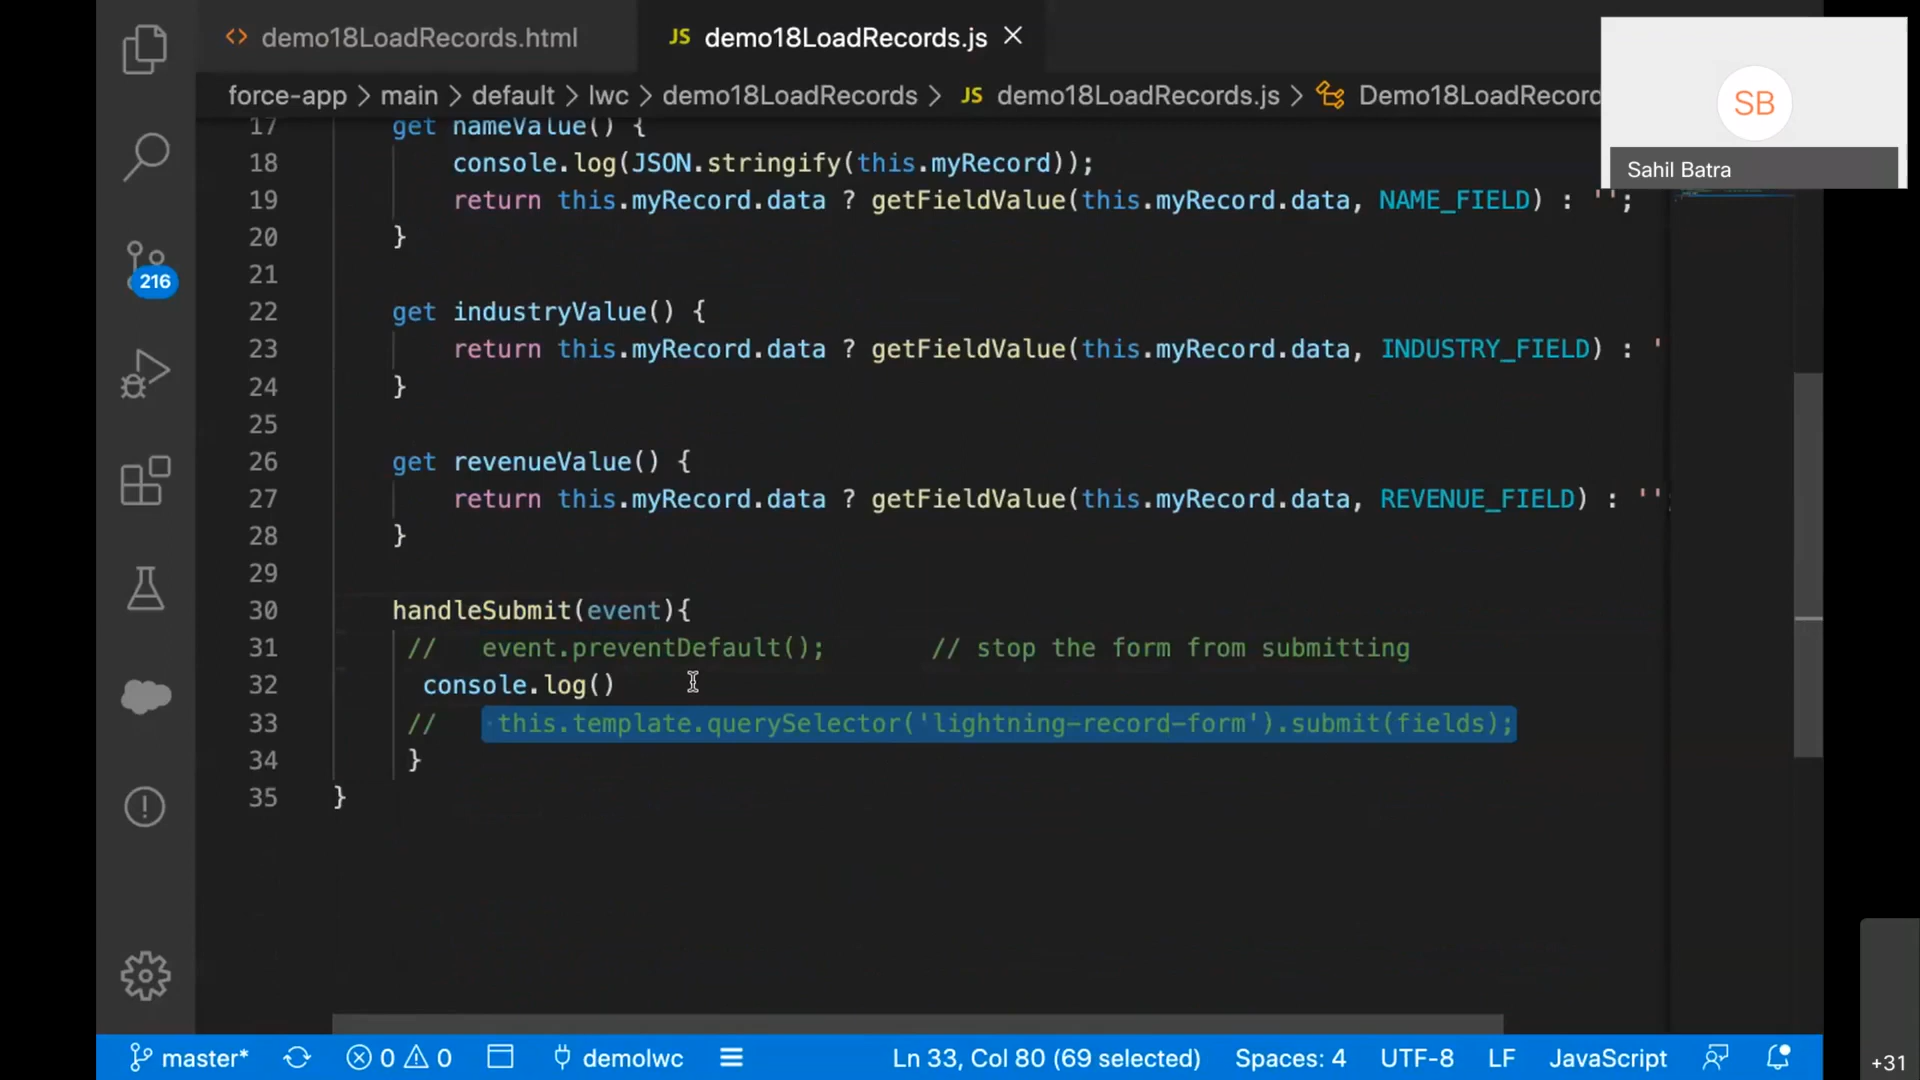 <> demo18LoadRecords.html
JS demo18LoadRecords.js ×
force-app > main > default > lwc > demo18LoadRecords > JS demo18LoadRecords.js > Demo18LoadRecord
SB
Sahil Batra
17 get nameValue() {
18 console.log(JSON.stringify(this.myRecord));
19 return this.myRecord.data ? getFieldValue(this.myRecord.data, NAME_FIELD) : '';
20 }
21
22 get industryValue() {
23 return this.myRecord.data ? getFieldValue(this.myRecord.data, INDUSTRY_FIELD) : '
24 }
25
26 get revenueValue() {
27 return this.myRecord.data ? getFieldValue(this.myRecord.data, REVENUE_FIELD) : '';
28 }
29
30 handleSubmit(event){
31 // event.preventDefault(); // stop the form from submitting
32 console.log()
33 // this.template.querySelector('lightning-record-form').submit(fields);
34 }
35 }
216
master* 0 0 demolwc Ln 33, Col 80 (69 selected) Spaces: 4 UTF-8 LF JavaScript
+31